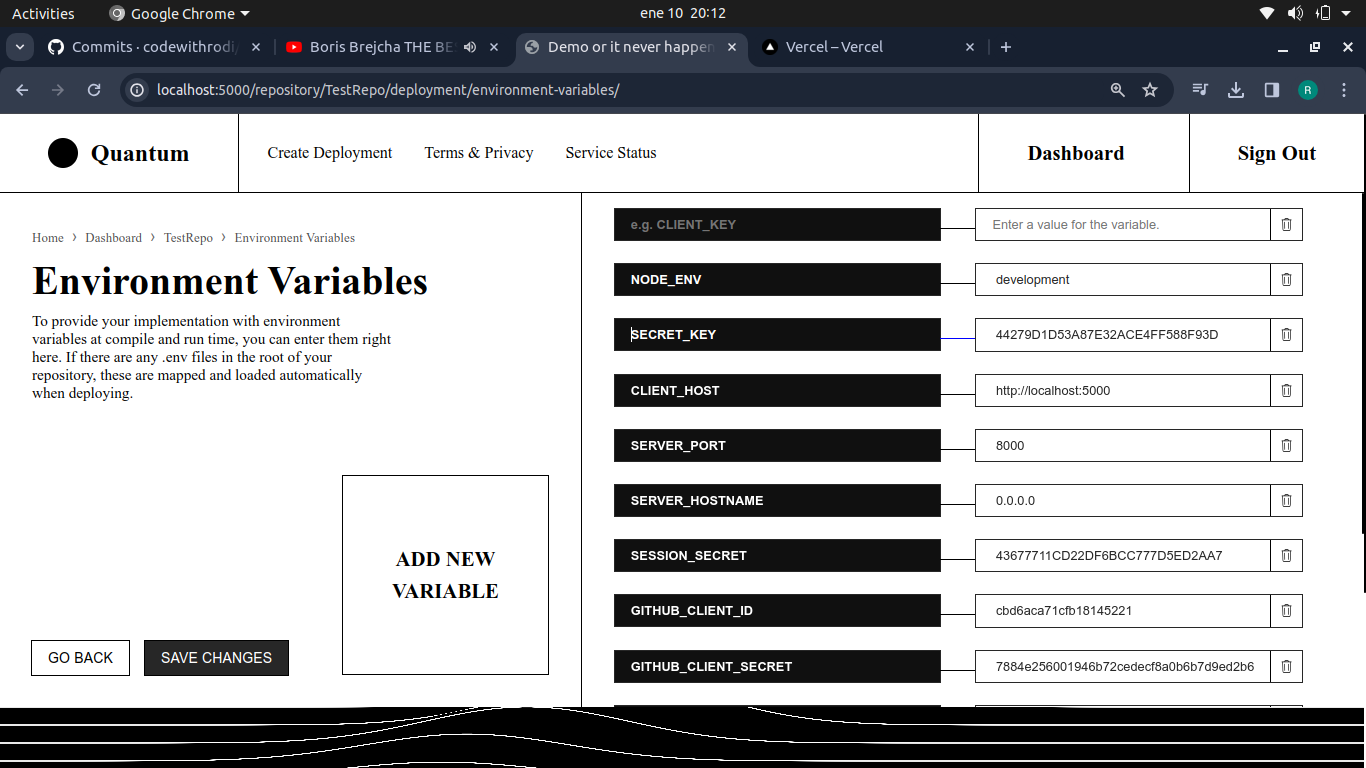 Activities Google Chrome ene 10 20:12
Commits · codewithrodi/ Boris Brejcha THE BE Demo or it never happen Vercel – Vercel
localhost:5000/repository/TestRepo/deployment/environment-variables/ R
Quantum Create Deployment Terms & Privacy Service Status Dashboard Sign Out
Home › Dashboard › TestRepo › Environment Variables
Environment Variables
To provide your implementation with environment
variables at compile and run time, you can enter them right
here. If there are any .env files in the root of your
repository, these are mapped and loaded automatically
when deploying.
ADD NEW
VARIABLE
GO BACK SAVE CHANGES
e.g. CLIENT_KEY Enter a value for the variable.
NODE_ENV development
SECRET_KEY 44279D1D53A87E32ACE4FF588F93D
CLIENT_HOST http://localhost:5000
SERVER_PORT 8000
SERVER_HOSTNAME 0.0.0.0
SESSION_SECRET 43677711CD22DF6BCC777D5ED2AA7
GITHUB_CLIENT_ID cbd6aca71cfb18145221
GITHUB_CLIENT_SECRET 7884e256001946b72cedecf8a0b6b7d9ed2b6